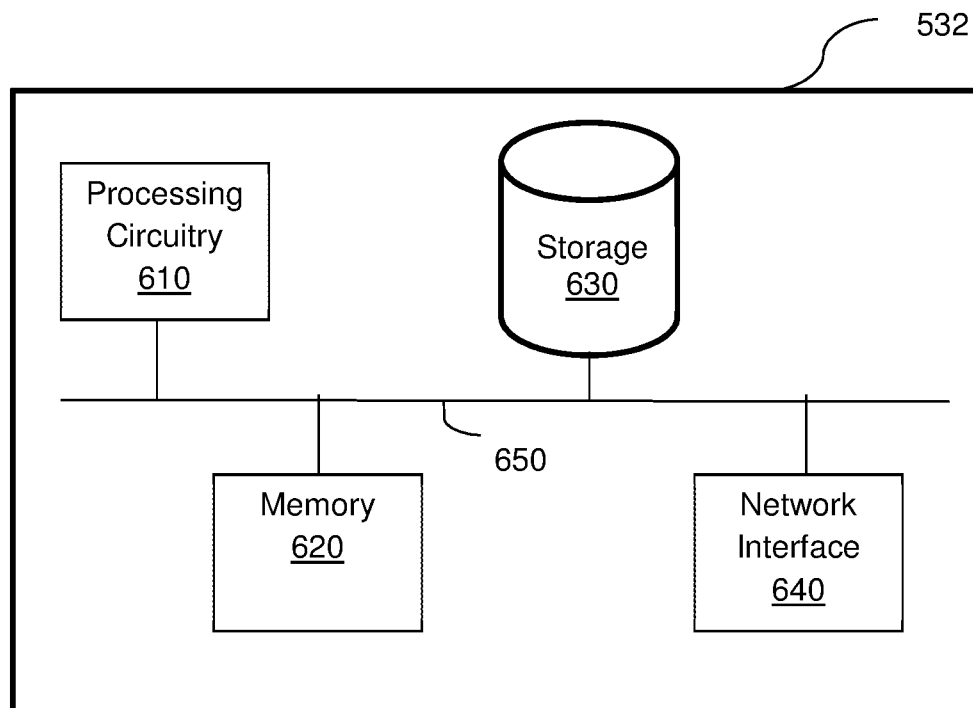 532
Processing
Circuitry
610
Storage
630
650
Memory
620
Network
Interface
640